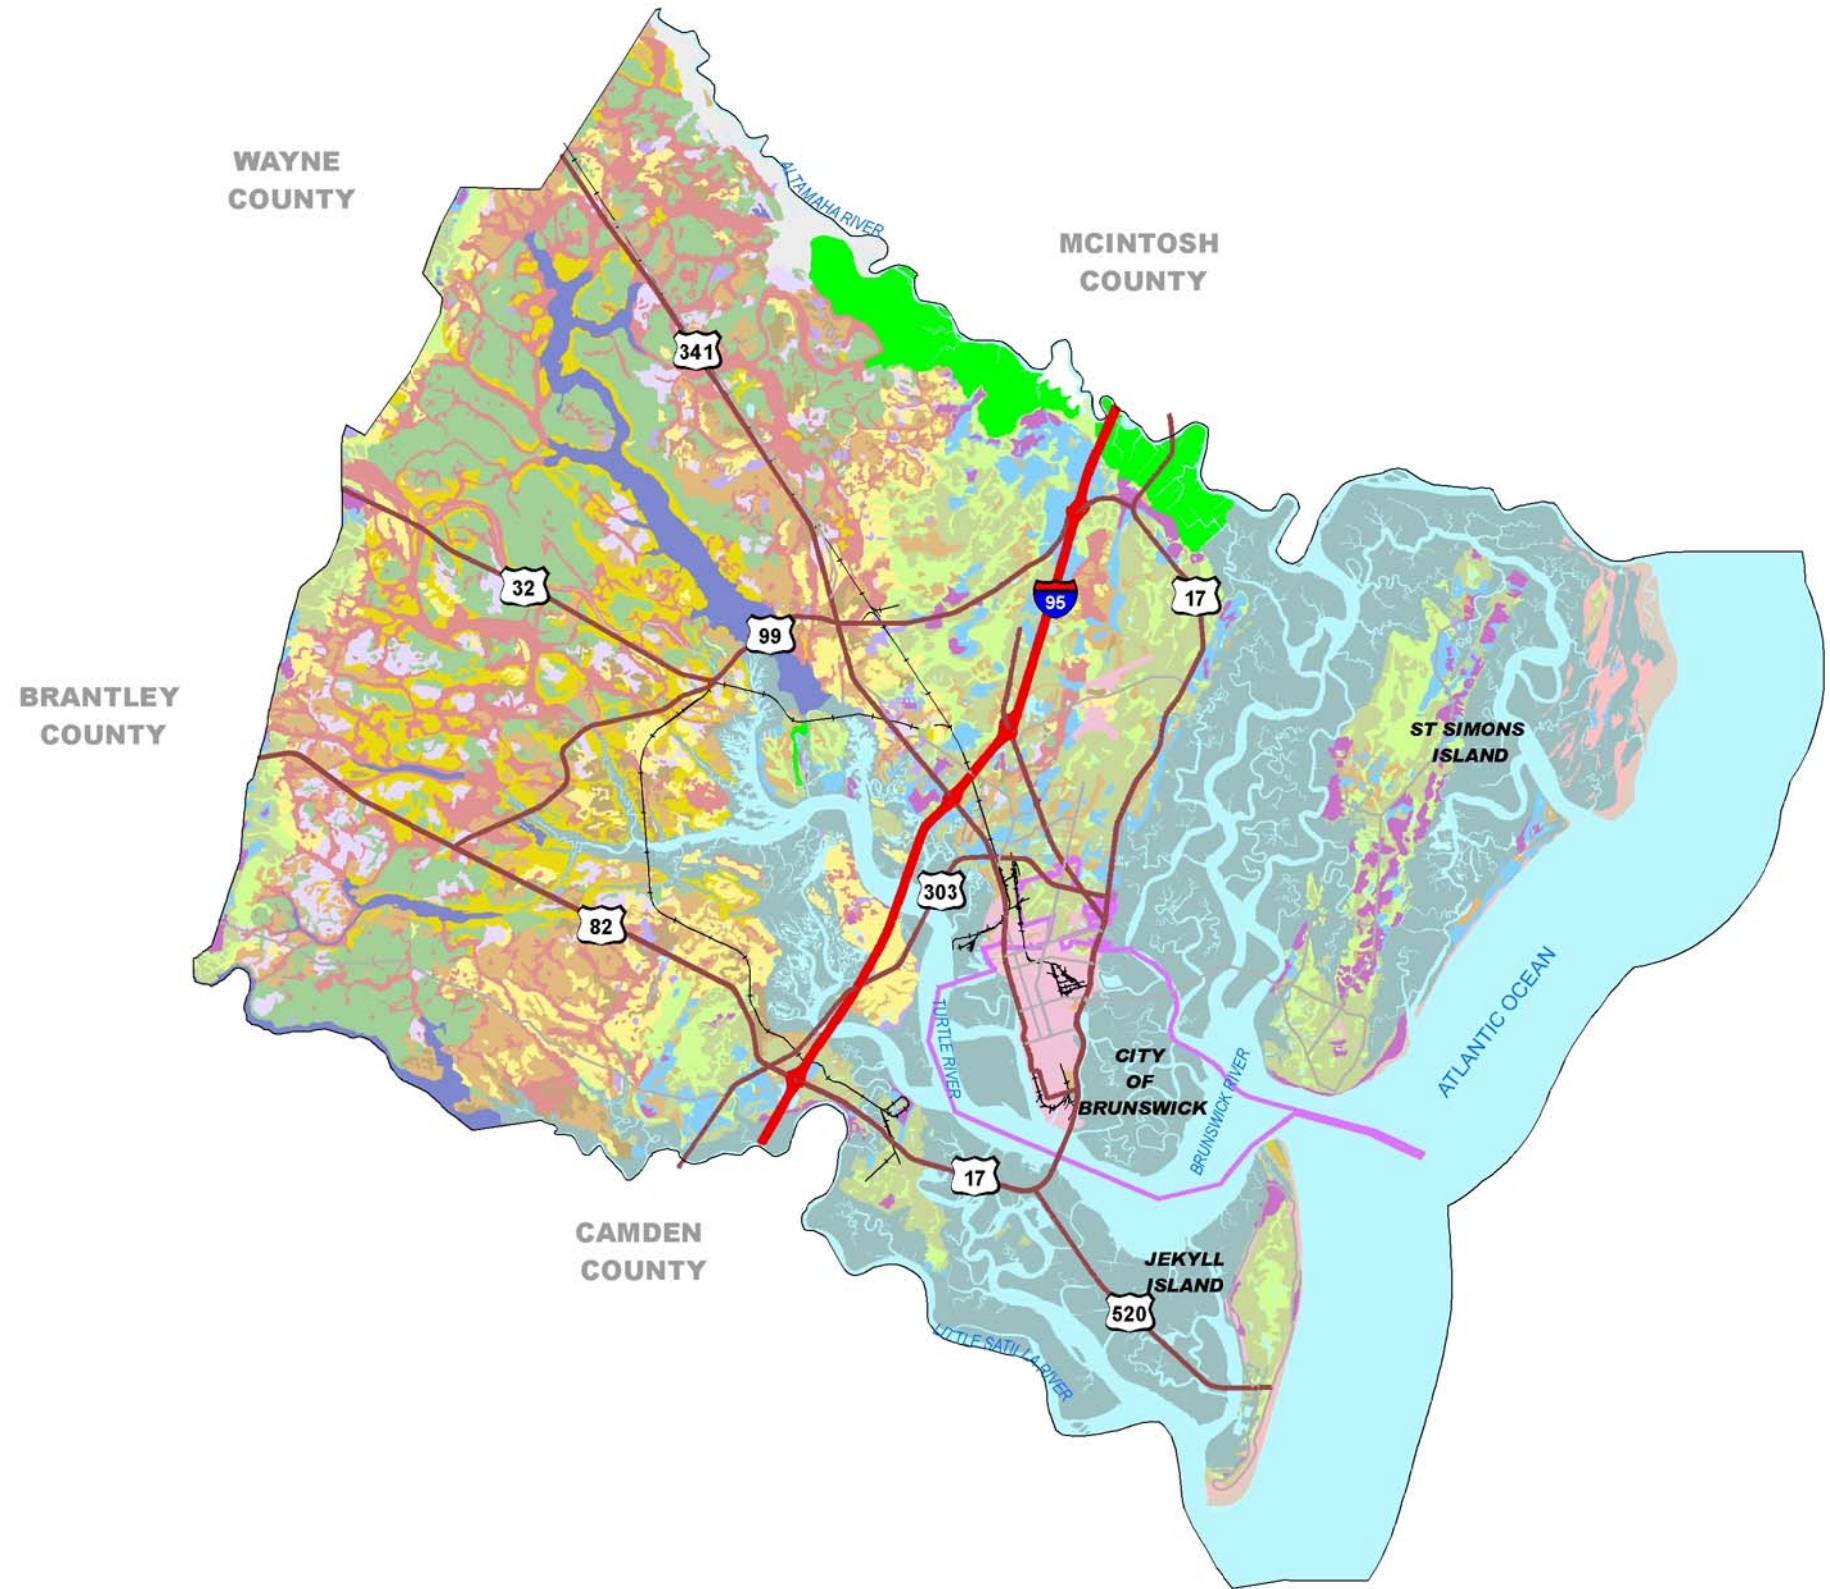 WAYNE
COUNTY
ALTAMAHA RIVER
MCINTOSH
COUNTY
341
32
95
17
99
BRANTLEY
COUNTY
ST SIMONS
ISLAND
303
82
TURTLE RIVER
CITY
OF
BRUNSWICK
BRUNSWICK RIVER
ATLANTIC OCEAN
17
CAMDEN
COUNTY
JEKYLL
ISLAND
520
LITTLE SATILLA RIVER